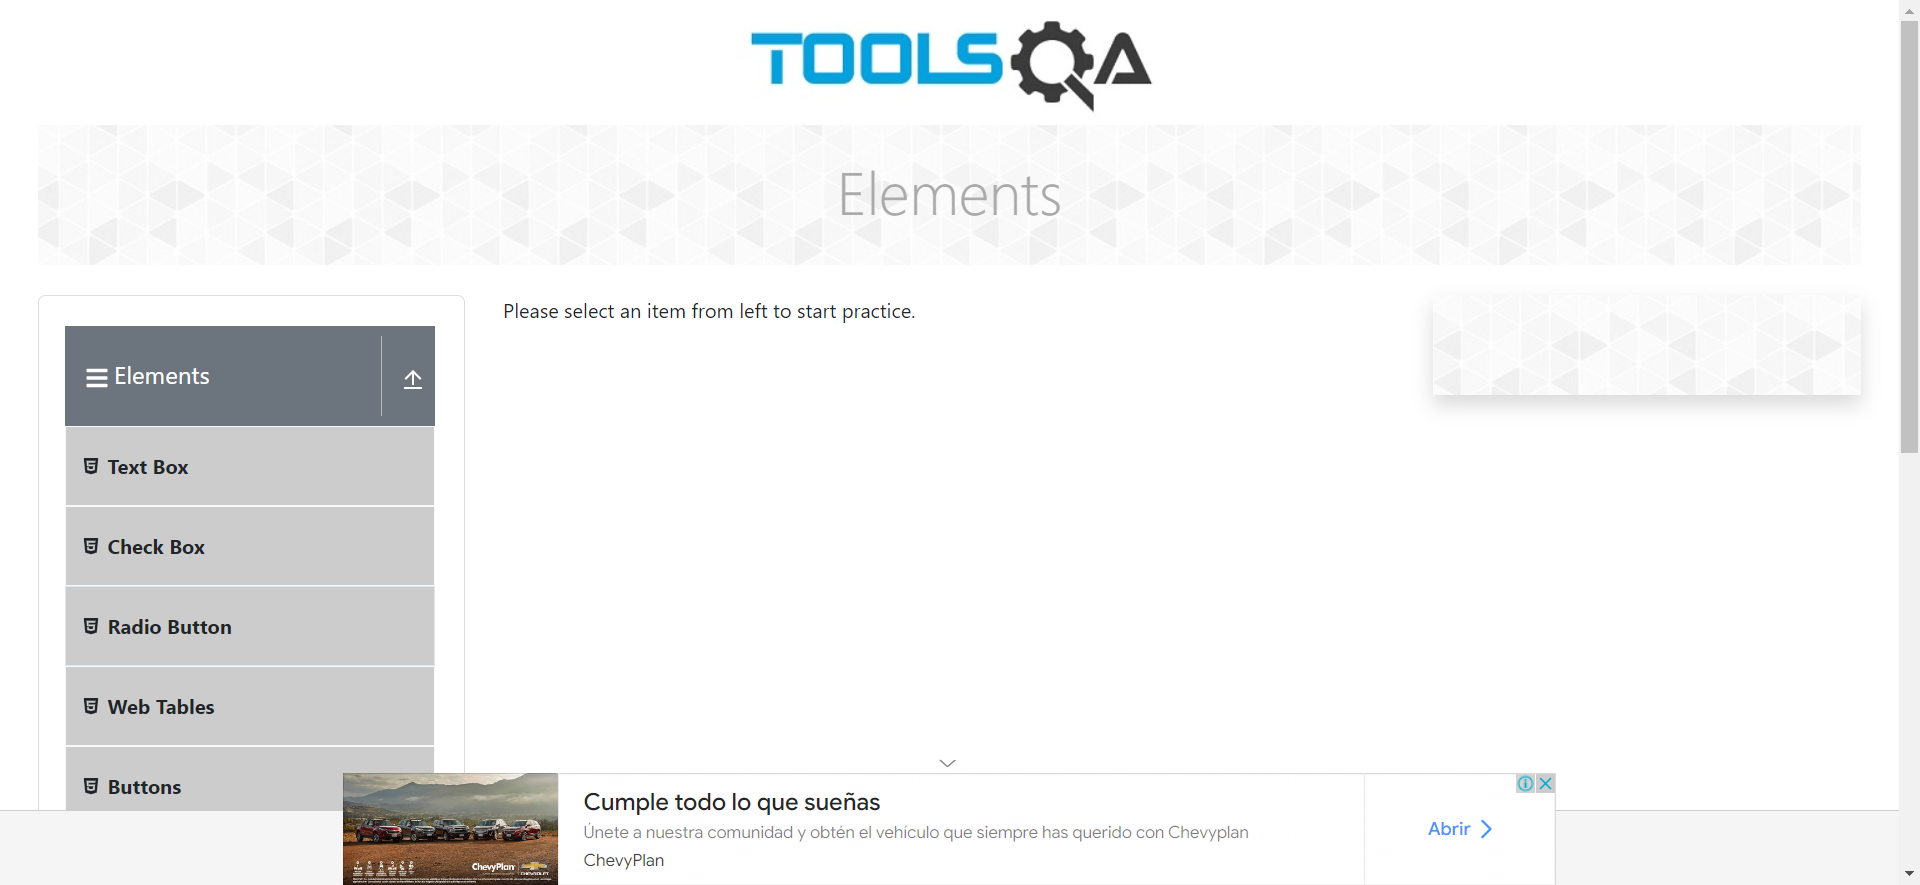 TOOLSQA
Elements
Please select an item from left to start practice.
Elements
Text Box
Check Box
Radio Button
Web Tables
Buttons
Cumple todo lo que sueñas
Únete a nuestra comunidad y obtén el vehículo que siempre has querido con Chevyplan
ChevyPlan
Abrir
ChevyPlan
CHEVROLET